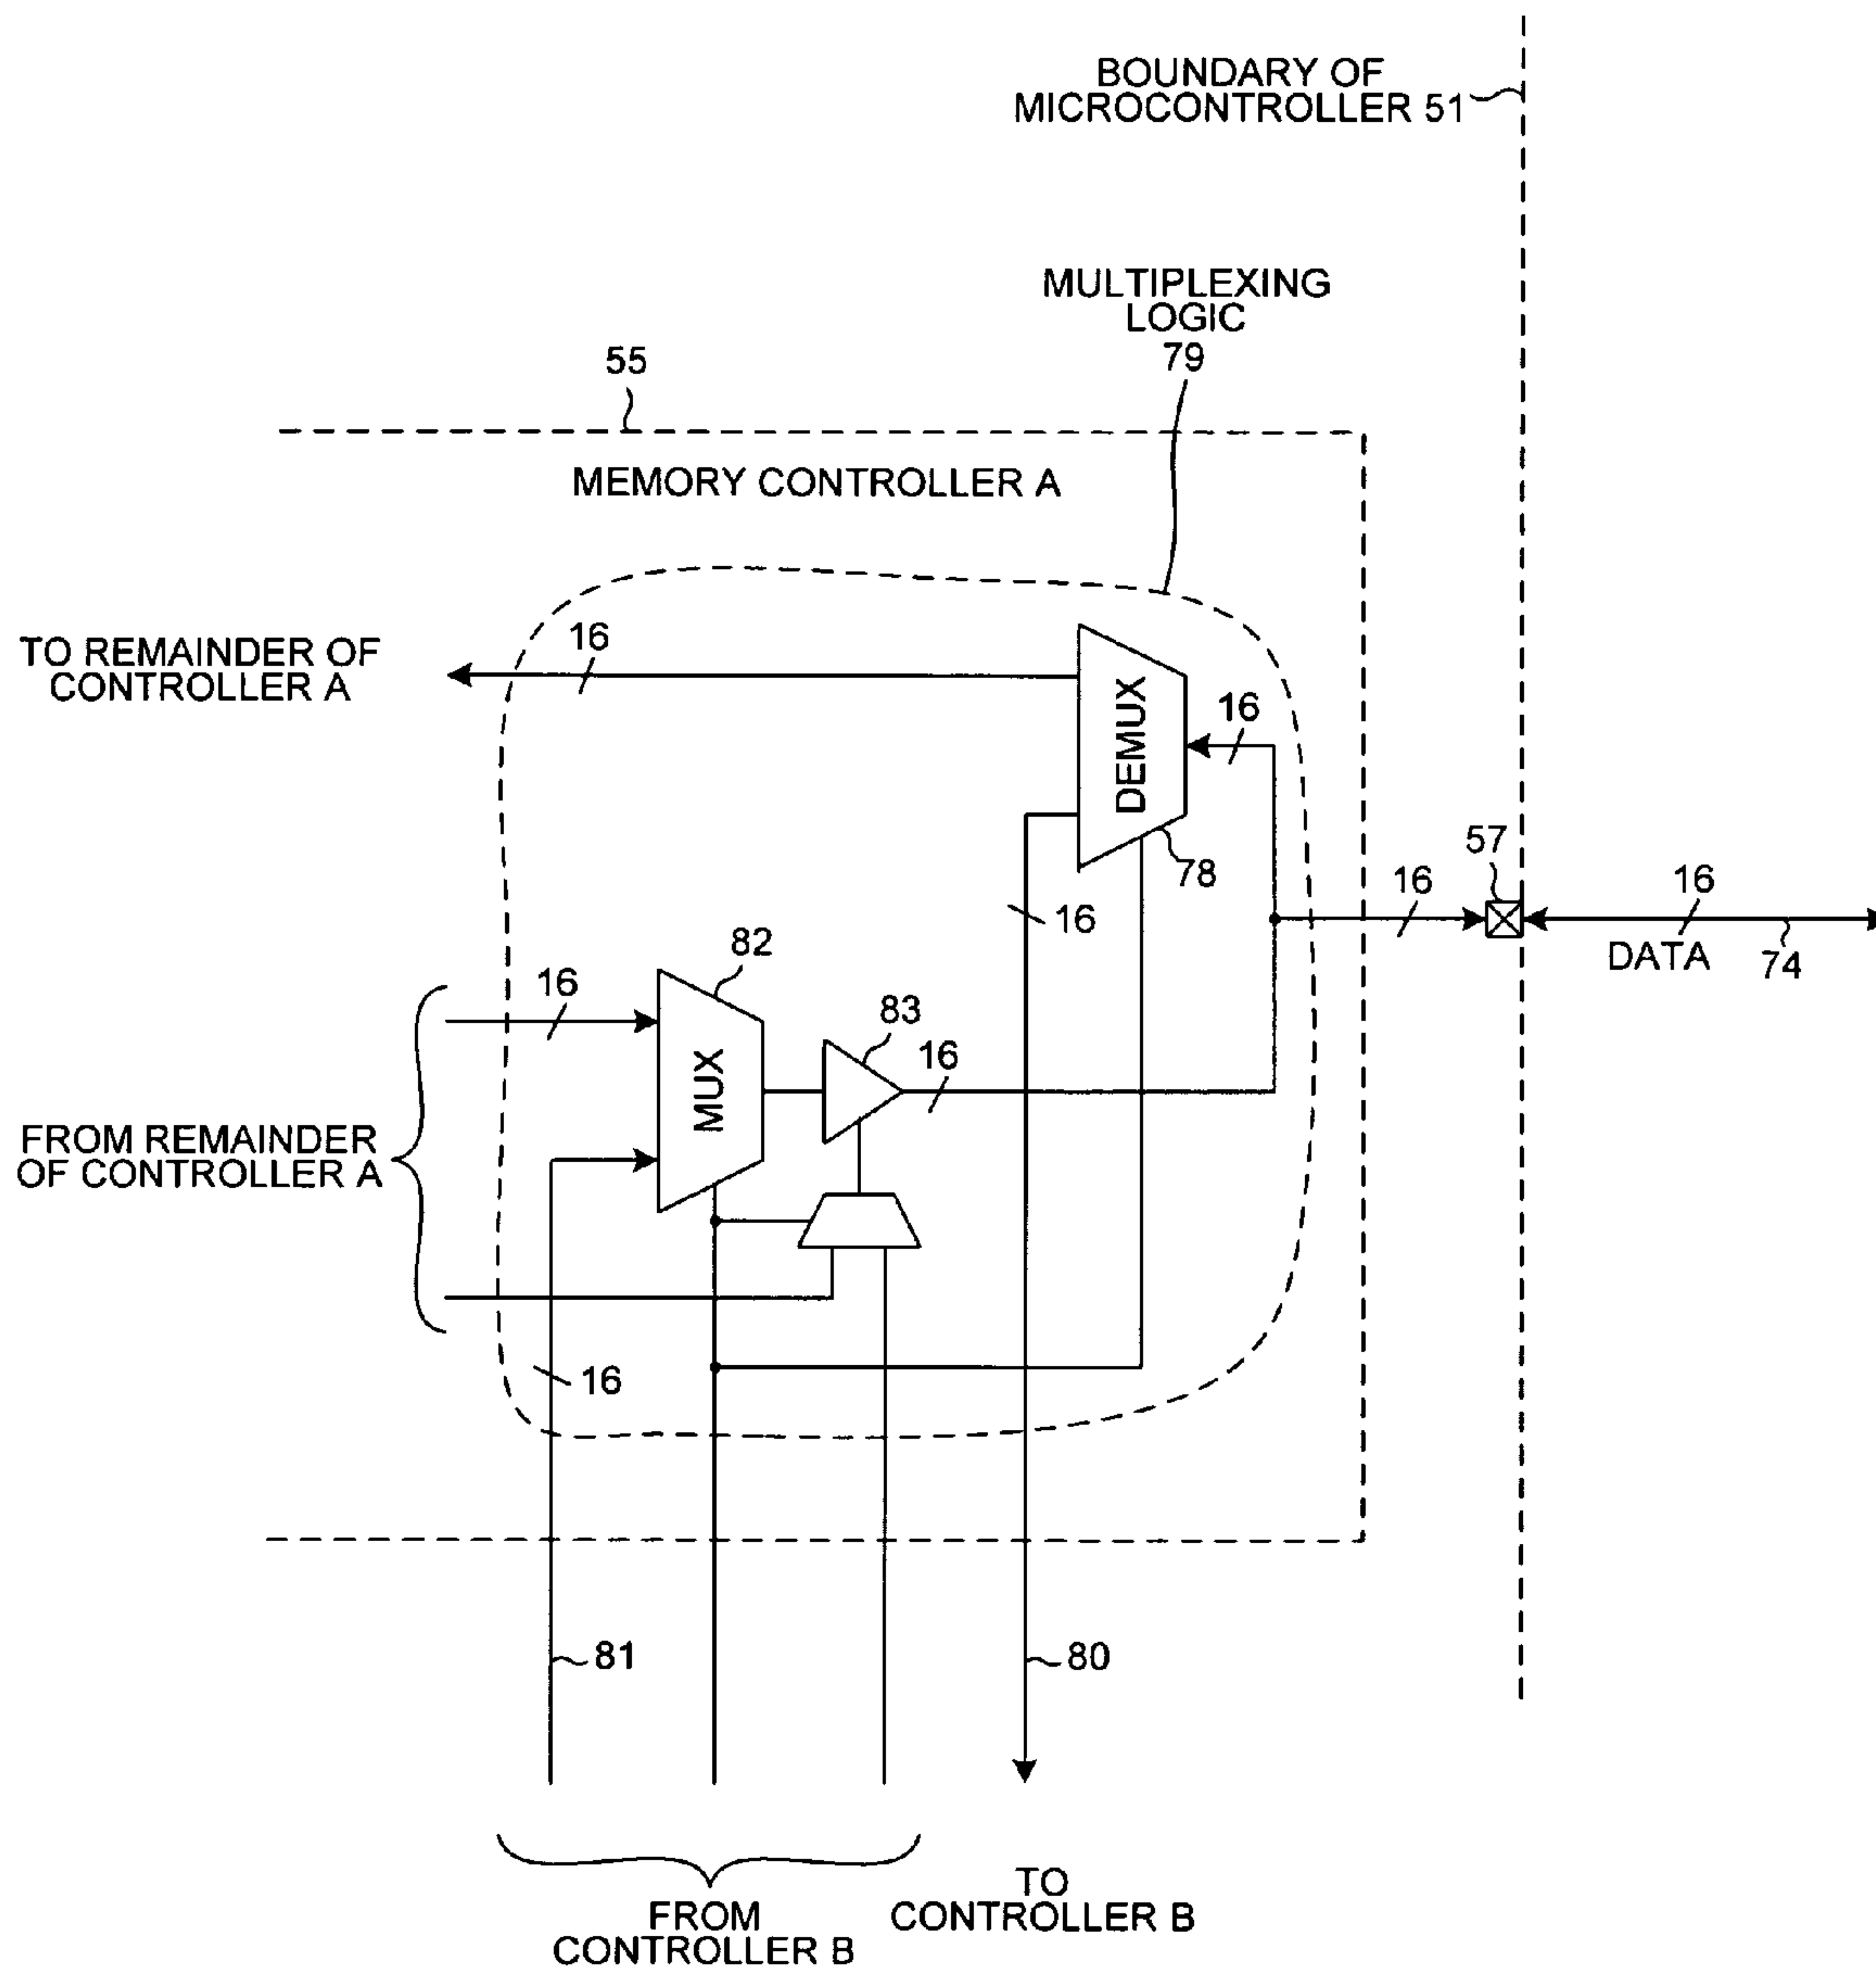 BOUNDARY OF
MICROCONTROLLER 51
MULTIPLEXING
LOGIC
79
55
MEMORY CONTROLLER A
TO REMAINDER OF
CONTROLLER A
16
DEMUX
16
78
57
16
16
DATA
74
16
82
16
MUX
83
16
FROM REMAINDER
OF CONTROLLER A
16
81
80
FROM
CONTROLLER B
TO
CONTROLLER B